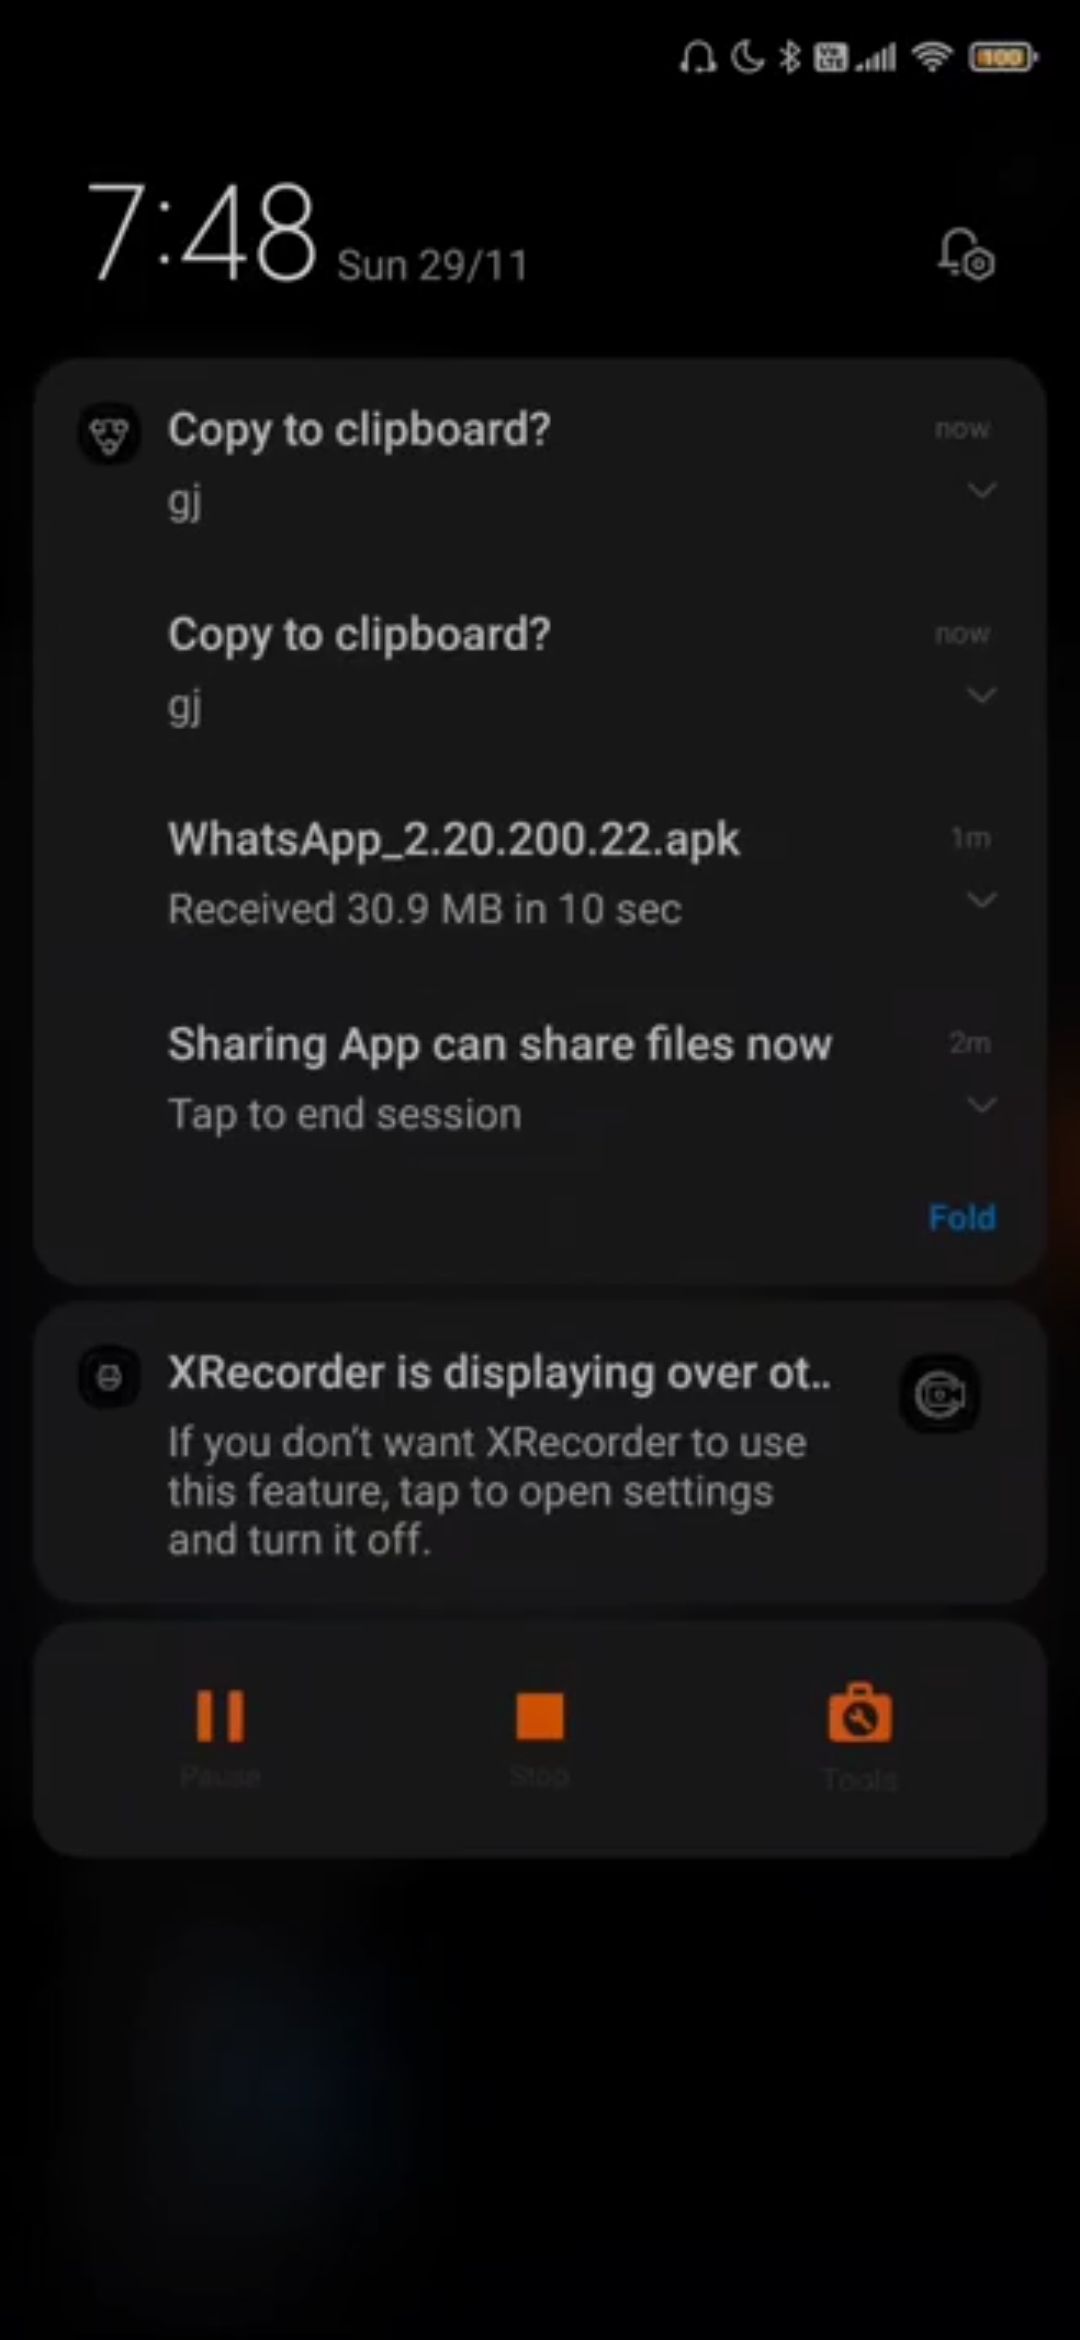 100
7:48 Sun 29/11
Copy to clipboard? now
gj
Copy to clipboard? now
gj
WhatsApp_2.20.200.22.apk 1m
Received 30.9 MB in 10 sec
Sharing App can share files now 2m
Tap to end session
Fold
XRecorder is displaying over ot..
If you don't want XRecorder to use
this feature, tap to open settings
and turn it off.
Pause Stop Tools